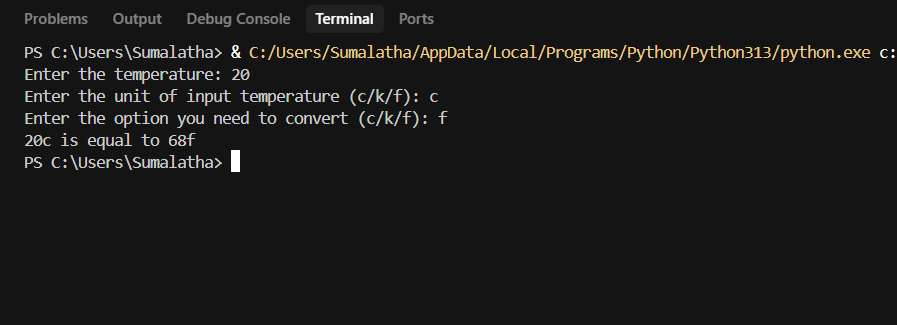 Problems Output Debug Console Terminal Ports
PS C:\Users\Sumalatha> & C:/Users/Sumalatha/AppData/Local/Programs/Python/Python313/python.exe c:
Enter the temperature: 20
Enter the unit of input temperature (c/k/f): c
Enter the option you need to convert (c/k/f): f
20c is equal to 68f
PS C:\Users\Sumalatha>